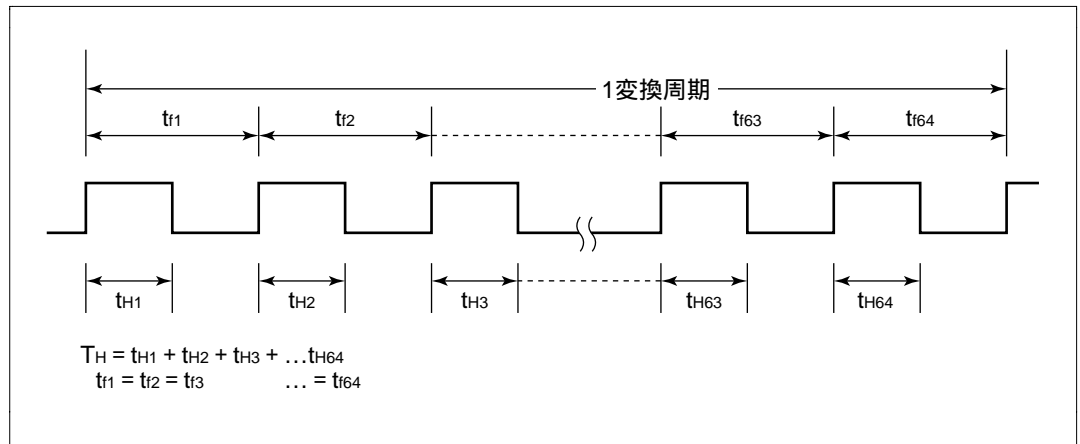 1変換周期
tf1 tf2 tf63 tf64
tH1 tH2 tH3 tH63 tH64
TH = tH1 + tH2 + tH3 + …tH64
tf1 = tf2 = tf3 … = tf64